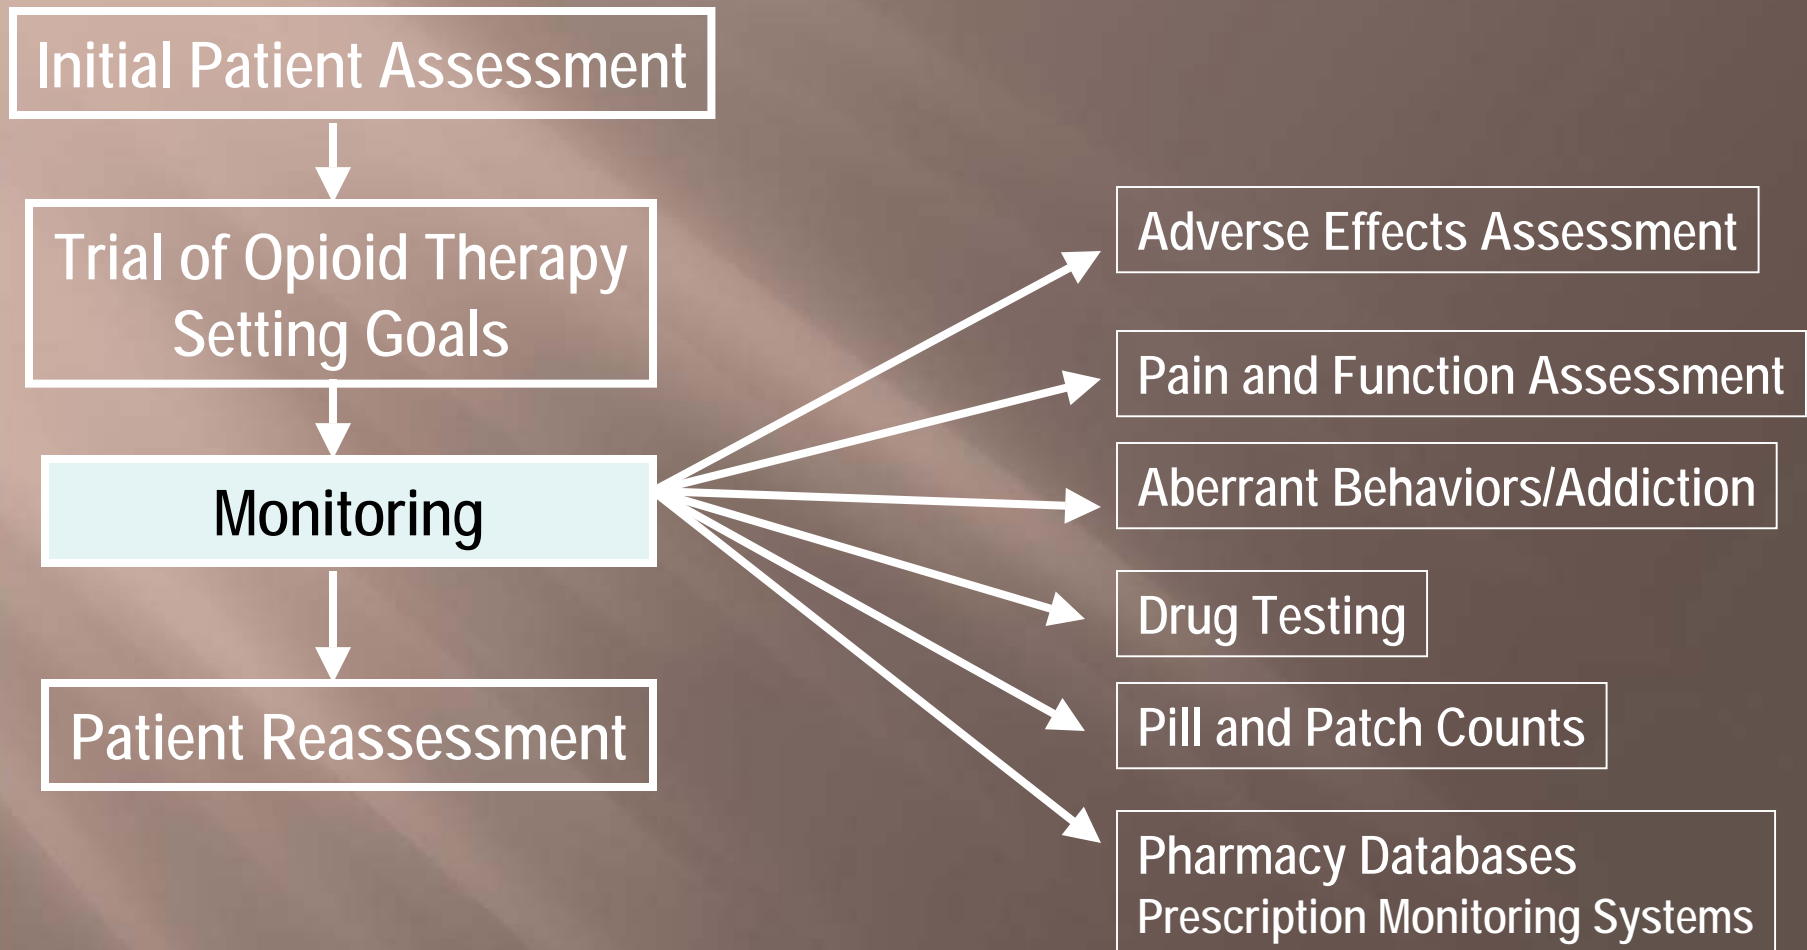 Initial Patient Assessment
Trial of Opioid Therapy
Setting Goals
Monitoring
Patient Reassessment
Adverse Effects Assessment
Pain and Function Assessment
Aberrant Behaviors/Addiction
Drug Testing
Pill and Patch Counts
Pharmacy Databases
Prescription Monitoring Systems